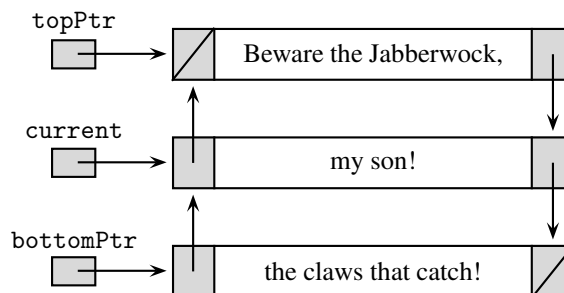 topPtr
Beware the Jabberwock,
current
my son!
bottomPtr
the claws that catch!